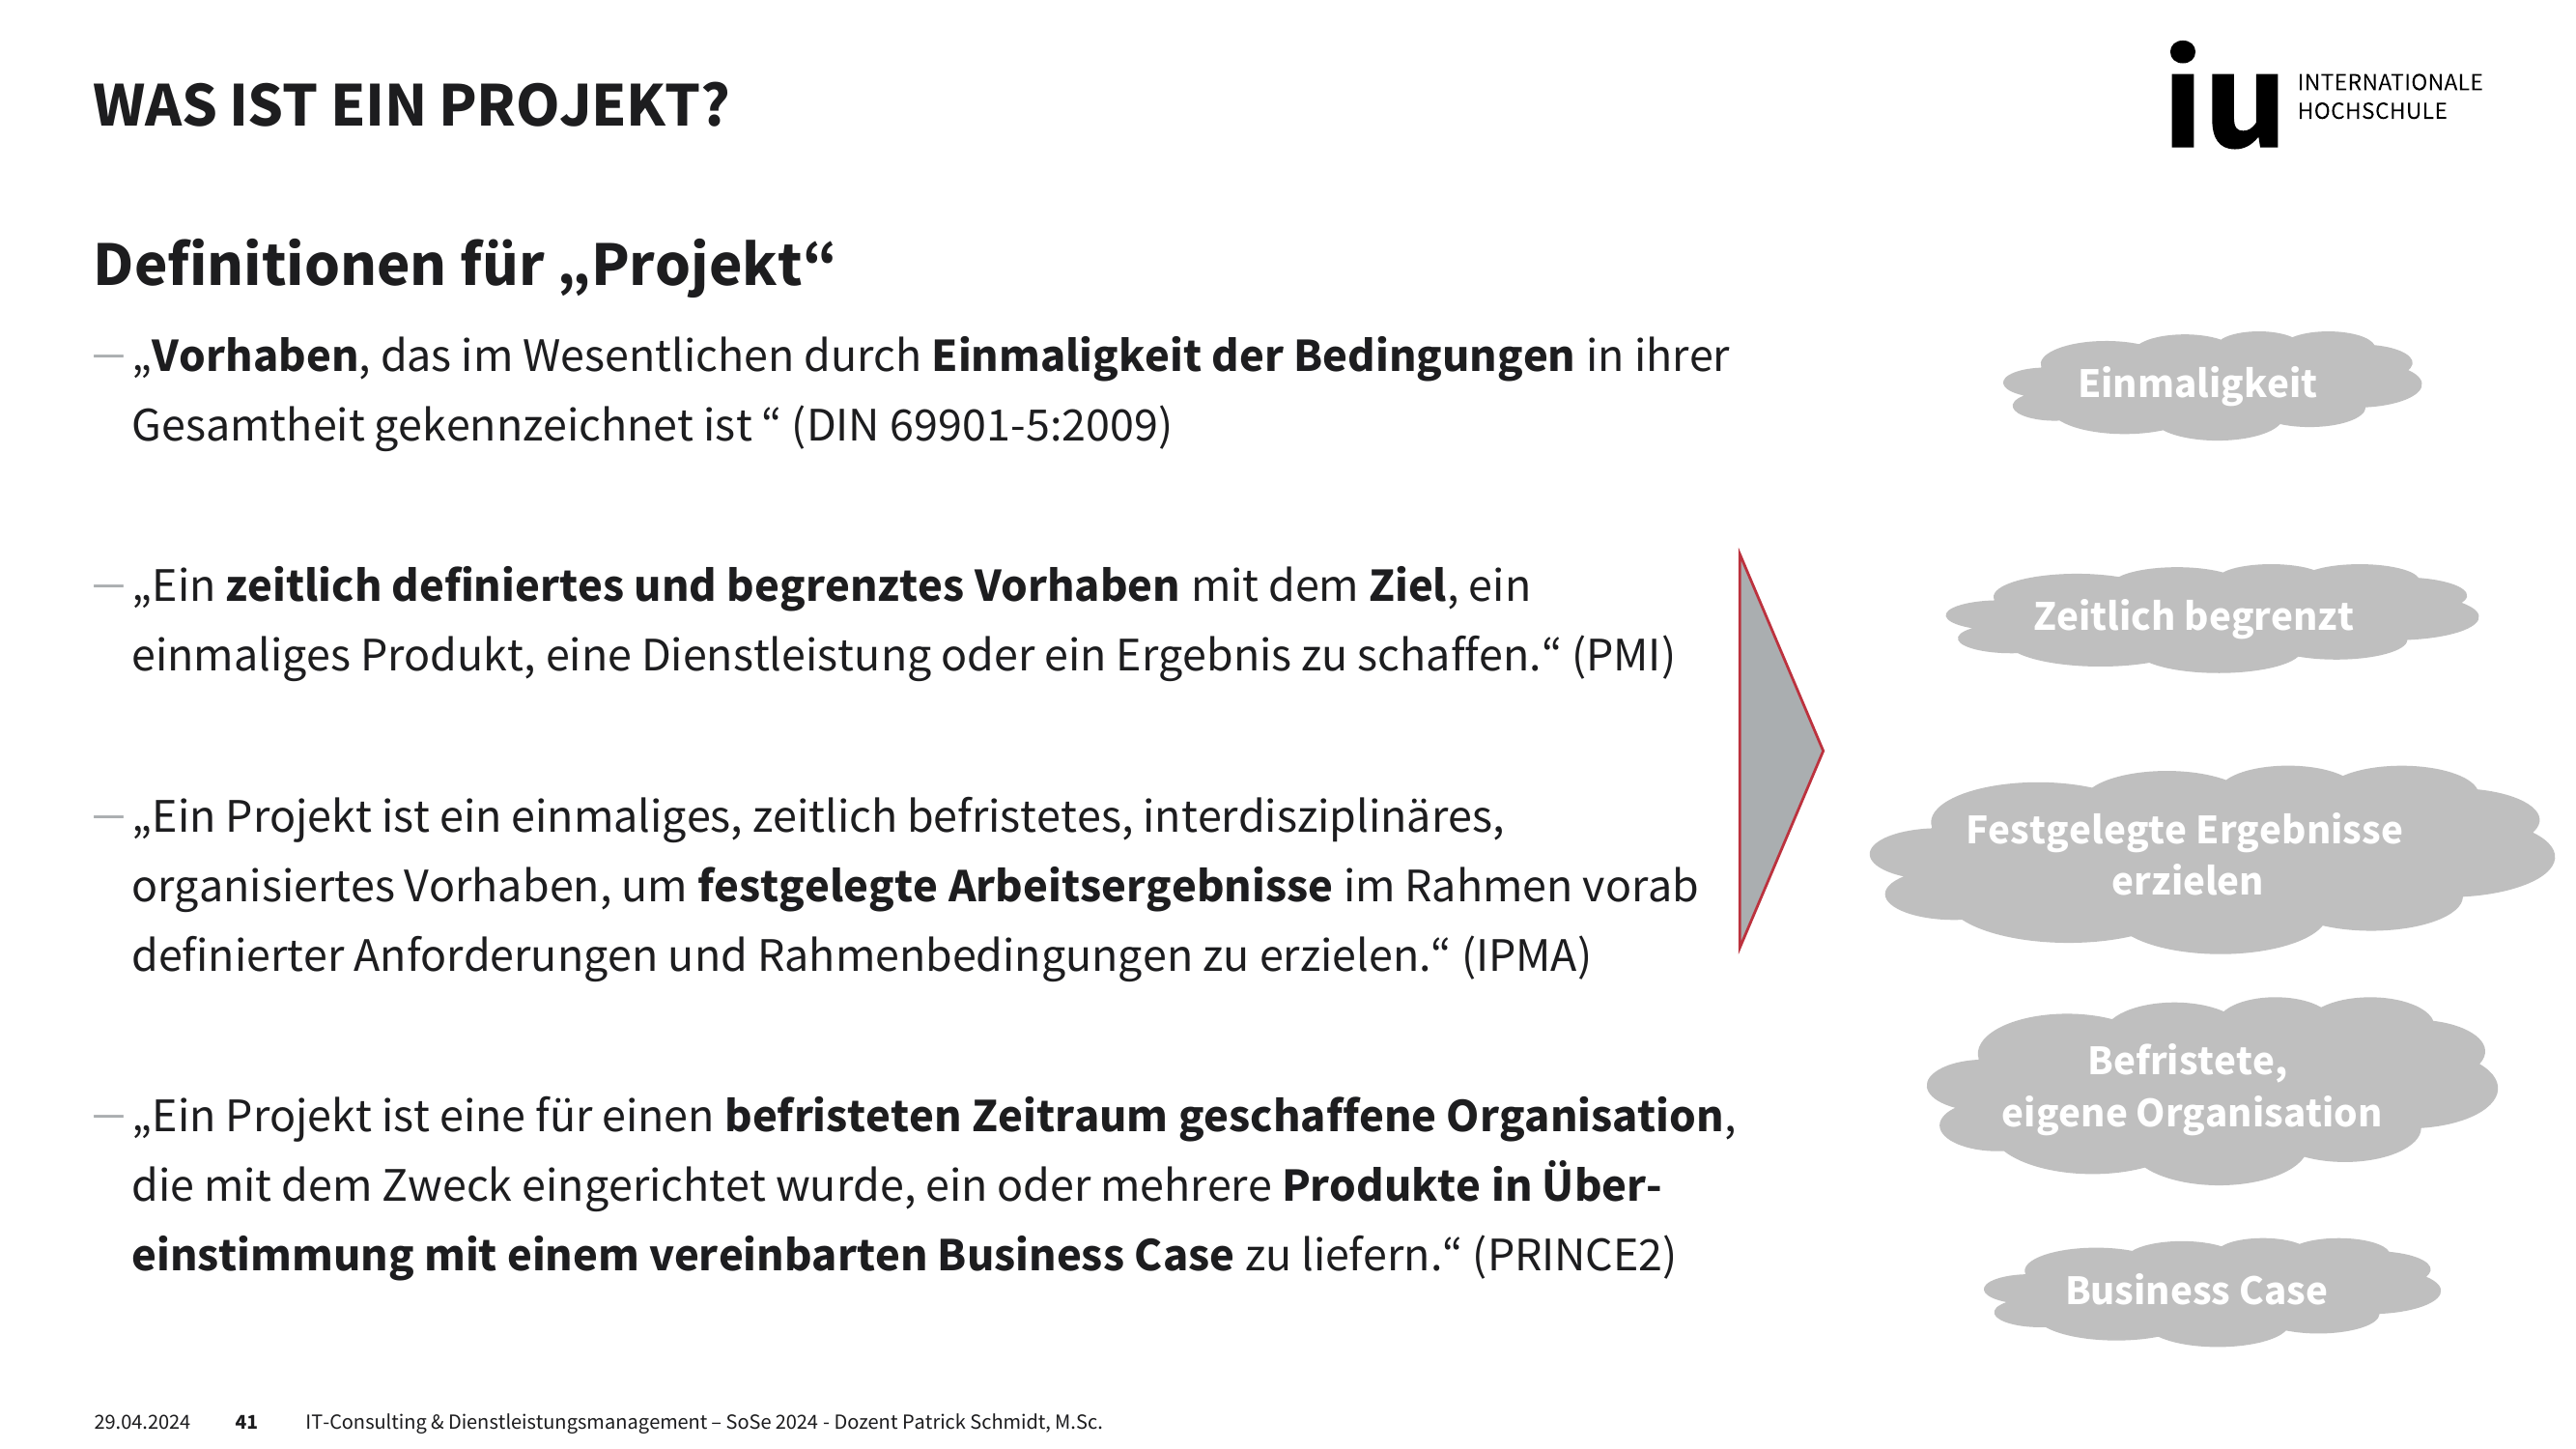 WAS IST EIN PROJEKT?
iu INTERNATIONALE
HOCHSCHULE
Definitionen für „Projekt“
– „Vorhaben, das im Wesentlichen durch Einmaligkeit der Bedingungen in ihrer
Gesamtheit gekennzeichnet ist “ (DIN 69901-5:2009)
– „Ein zeitlich definiertes und begrenztes Vorhaben mit dem Ziel, ein
einmaliges Produkt, eine Dienstleistung oder ein Ergebnis zu schaffen.“ (PMI)
– „Ein Projekt ist ein einmaliges, zeitlich befristetes, interdisziplinäres,
organisiertes Vorhaben, um festgelegte Arbeitsergebnisse im Rahmen vorab
definierter Anforderungen und Rahmenbedingungen zu erzielen.“ (IPMA)
– „Ein Projekt ist eine für einen befristeten Zeitraum geschaffene Organisation,
die mit dem Zweck eingerichtet wurde, ein oder mehrere Produkte in Über-
einstimmung mit einem vereinbarten Business Case zu liefern.“ (PRINCE2)
Einmaligkeit
Zeitlich begrenzt
Festgelegte Ergebnisse
erzielen
Befristete,
eigene Organisation
Business Case
29.04.2024 41 IT-Consulting & Dienstleistungsmanagement – SoSe 2024 - Dozent Patrick Schmidt, M.Sc.